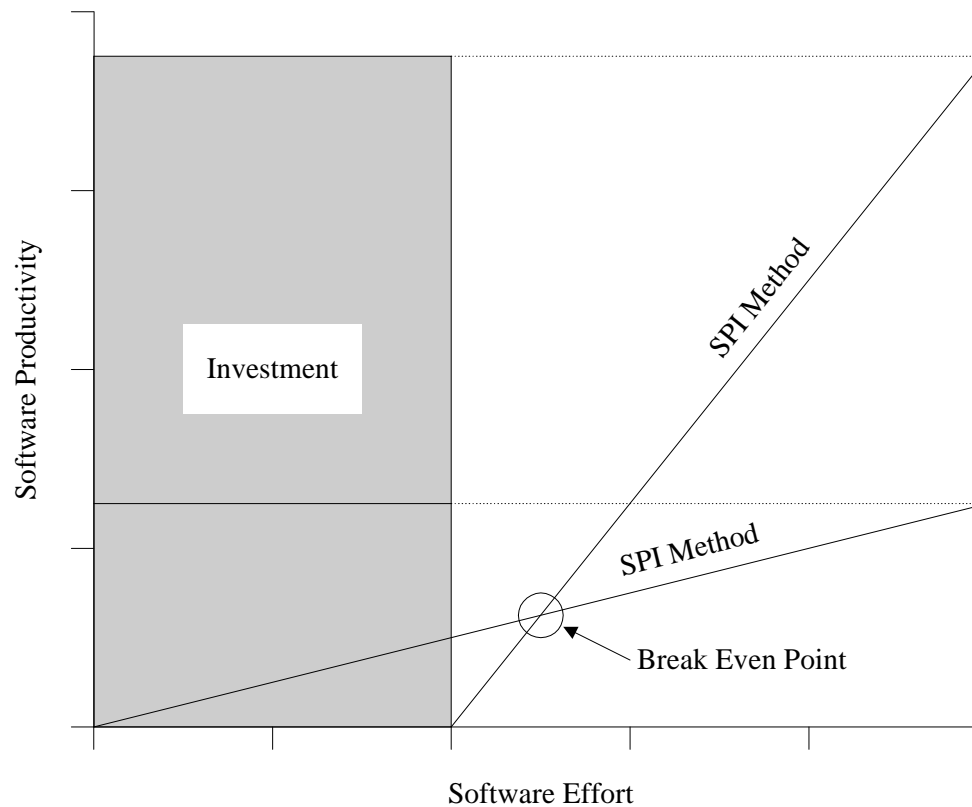 Software Productivity
Investment
SPI Method
SPI Method
Break Even Point
Software Effort